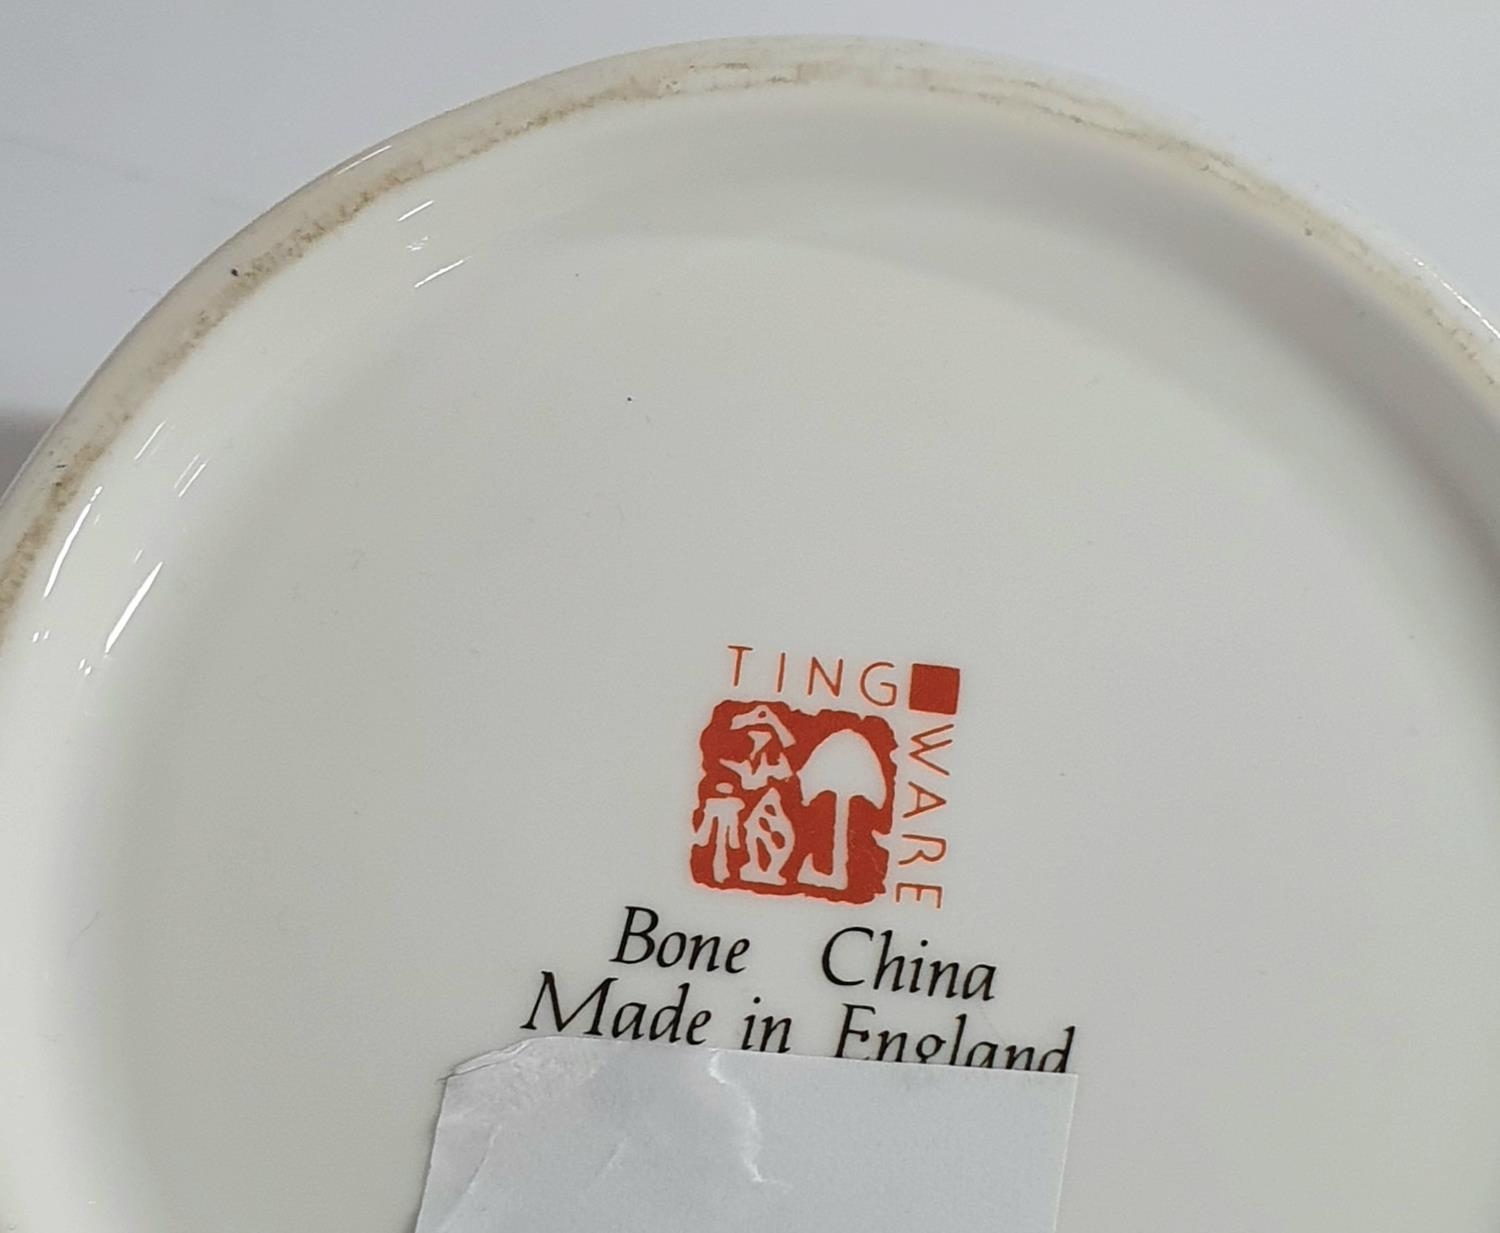 TING
WARE
Bone China
Made in England